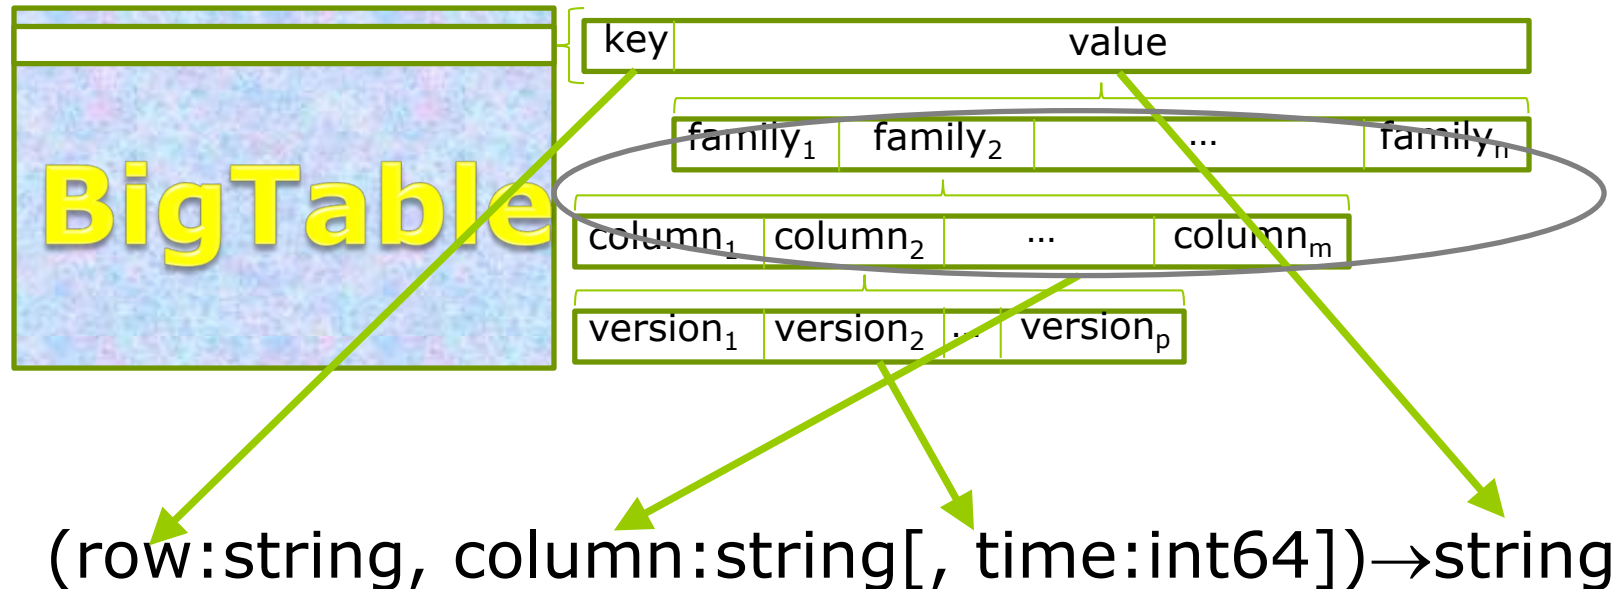 key value
family₁ family₂ ... familyₙ
BigTable
column₁ column₂ ... columnₘ
version₁ version₂ ... versionₚ
(row:string, column:string[, time:int64])→string